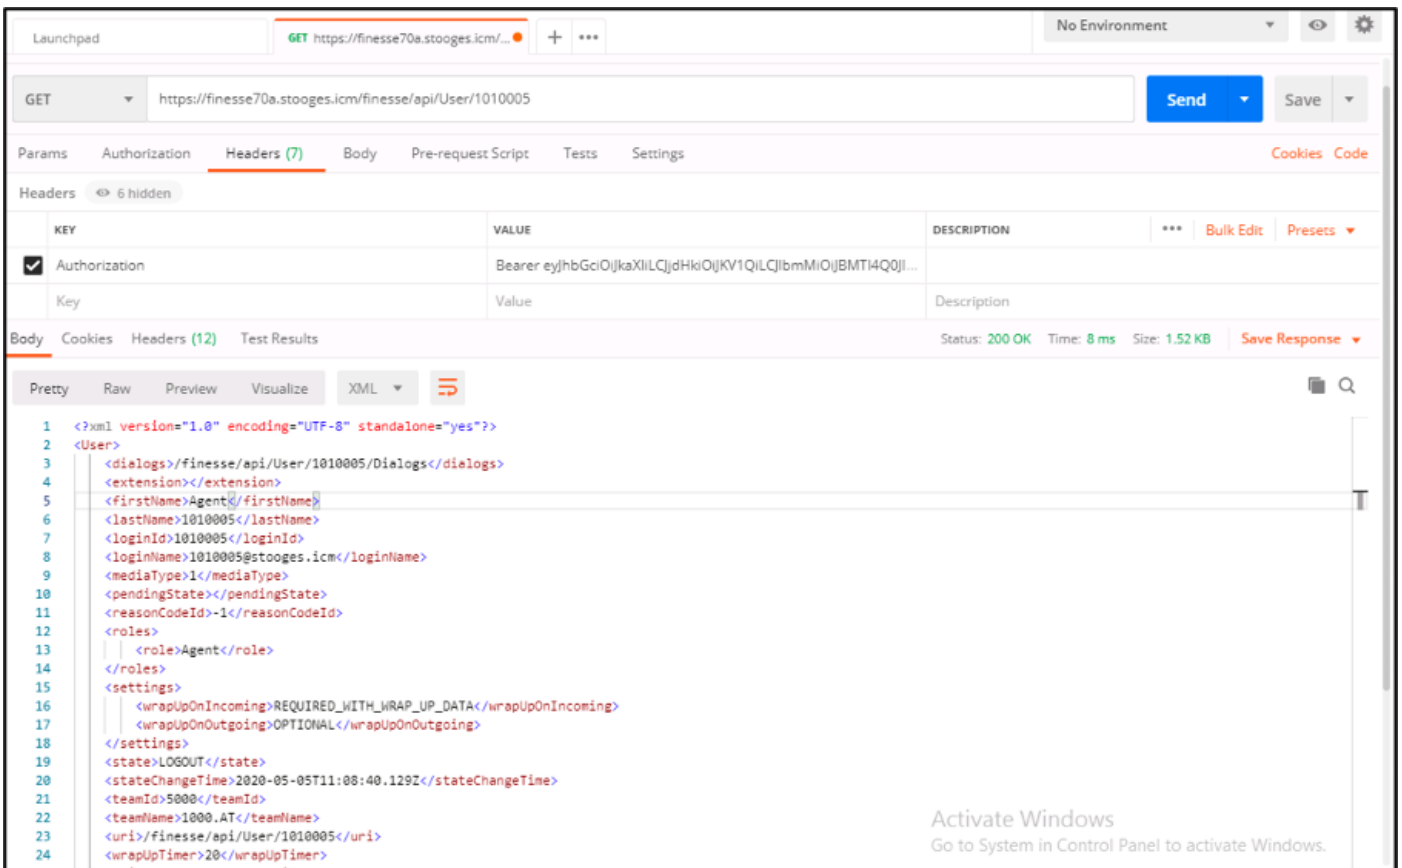 Launchpad GET https://finesse70a.stooges.icm/... + ••• No Environment
GET https://finesse70a.stooges.icm/finesse/api/User/1010005 Send Save
Params Authorization Headers (7) Body Pre-request Script Tests Settings Cookies Code
Headers 6 hidden
KEY VALUE DESCRIPTION ••• Bulk Edit Presets
Authorization Bearer eyJhbGciOiJkaXIiLCJjdHkiOiJKV1QiLCJlbmMiOiJBMTI4Q0JI...
Key Value Description
Body Cookies Headers (12) Test Results Status: 200 OK Time: 8 ms Size: 1.52 KB Save Response
Pretty Raw Preview Visualize XML
1 <?xml version="1.0" encoding="UTF-8" standalone="yes"?>
2 <User>
3 <dialogs>/finesse/api/User/1010005/Dialogs</dialogs>
4 <extension></extension>
5 <firstName>Agent</firstName>
6 <lastName>1010005</lastName>
7 <loginId>1010005</loginId>
8 <loginName>1010005@stooges.icm</loginName>
9 <mediaType>1</mediaType>
10 <pendingState></pendingState>
11 <reasonCodeId>-1</reasonCodeId>
12 <roles>
13 <role>Agent</role>
14 </roles>
15 <settings>
16 <wrapUpOnIncoming>REQUIRED_WITH_WRAP_UP_DATA</wrapUpOnIncoming>
17 <wrapUpOnOutgoing>OPTIONAL</wrapUpOnOutgoing>
18 </settings>
19 <state>LOGOUT</state>
20 <stateChangeTime>2020-05-05T11:08:40.129Z</stateChangeTime>
21 <teamId>5000</teamId>
22 <teamName>1000.AT</teamName>
23 <uri>/finesse/api/User/1010005</uri>
24 <wrapUpTimer>20</wrapUpTimer>
Activate Windows
Go to System in Control Panel to activate Windows.